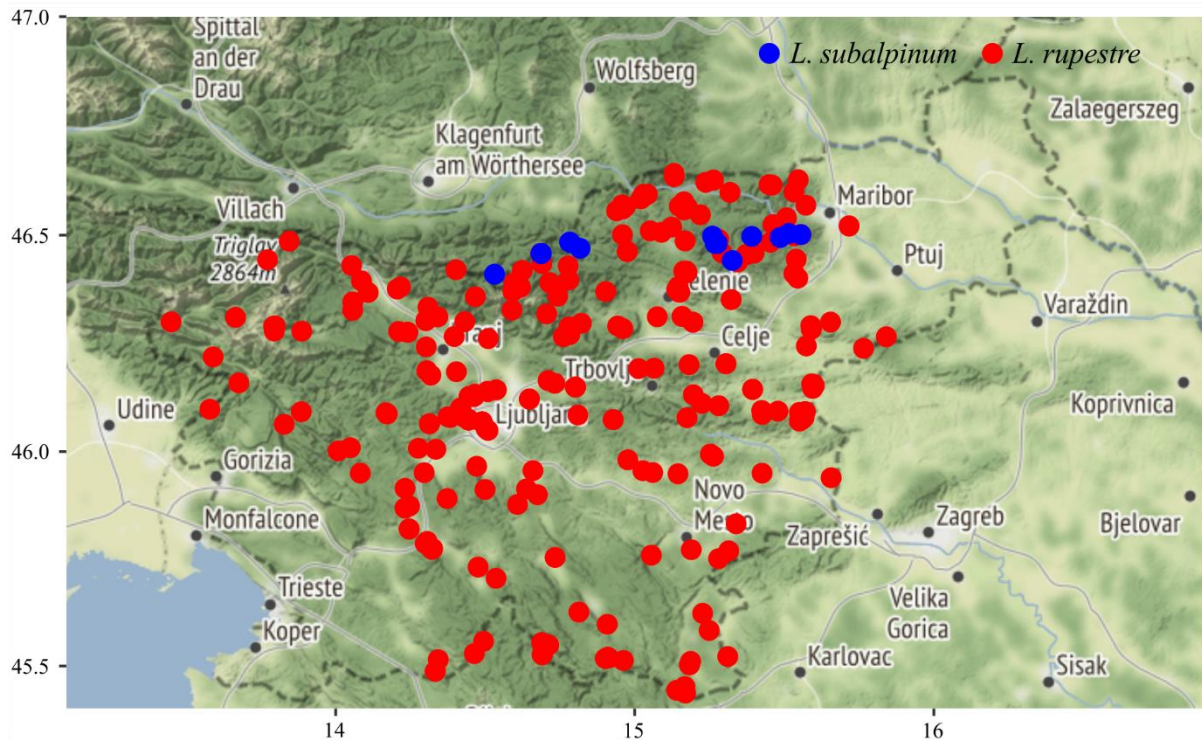 47.0
Spittal
an der
Drau
L. subalpinum
L. rupestre
Wolfsberg
Zalaegerszeg
Klagenfurt
am Wörthersee
Villach
Maribor
46.5
Triglav
2864m
Ptuj
elenie
Varaždin
Celje
Trbovlj
Koprivnica
Udine
Ljubljan
46.0
Gorizia
Novo
Monfalcone
Zaprešić
Zagreb
Bjelovar
Trieste
Velika
Gorica
Koper
Karlovac
45.5
Sisak
14
15
16